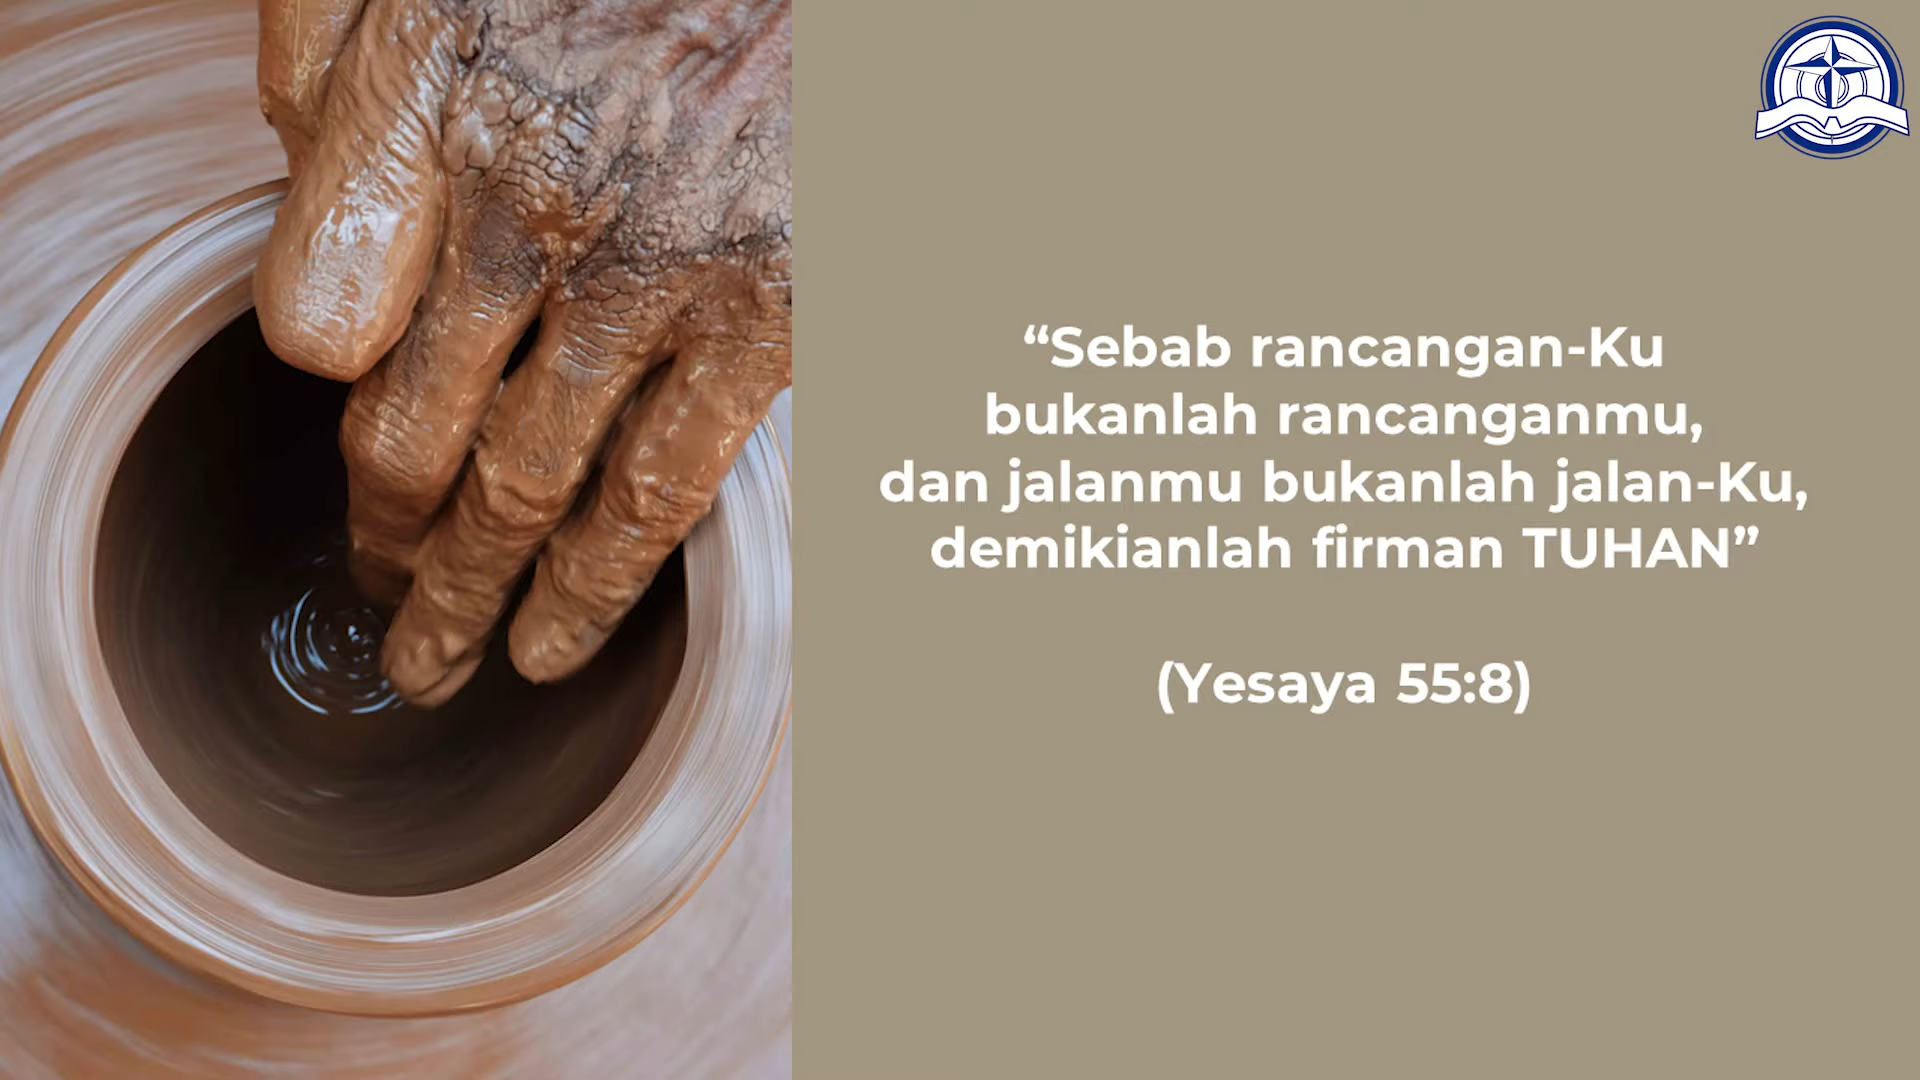 “Sebab rancangan-Ku
bukanlah rancanganmu,
dan jalanmu bukanlah jalan-Ku,
demikianlah firman TUHAN”
(Yesaya 55:8)